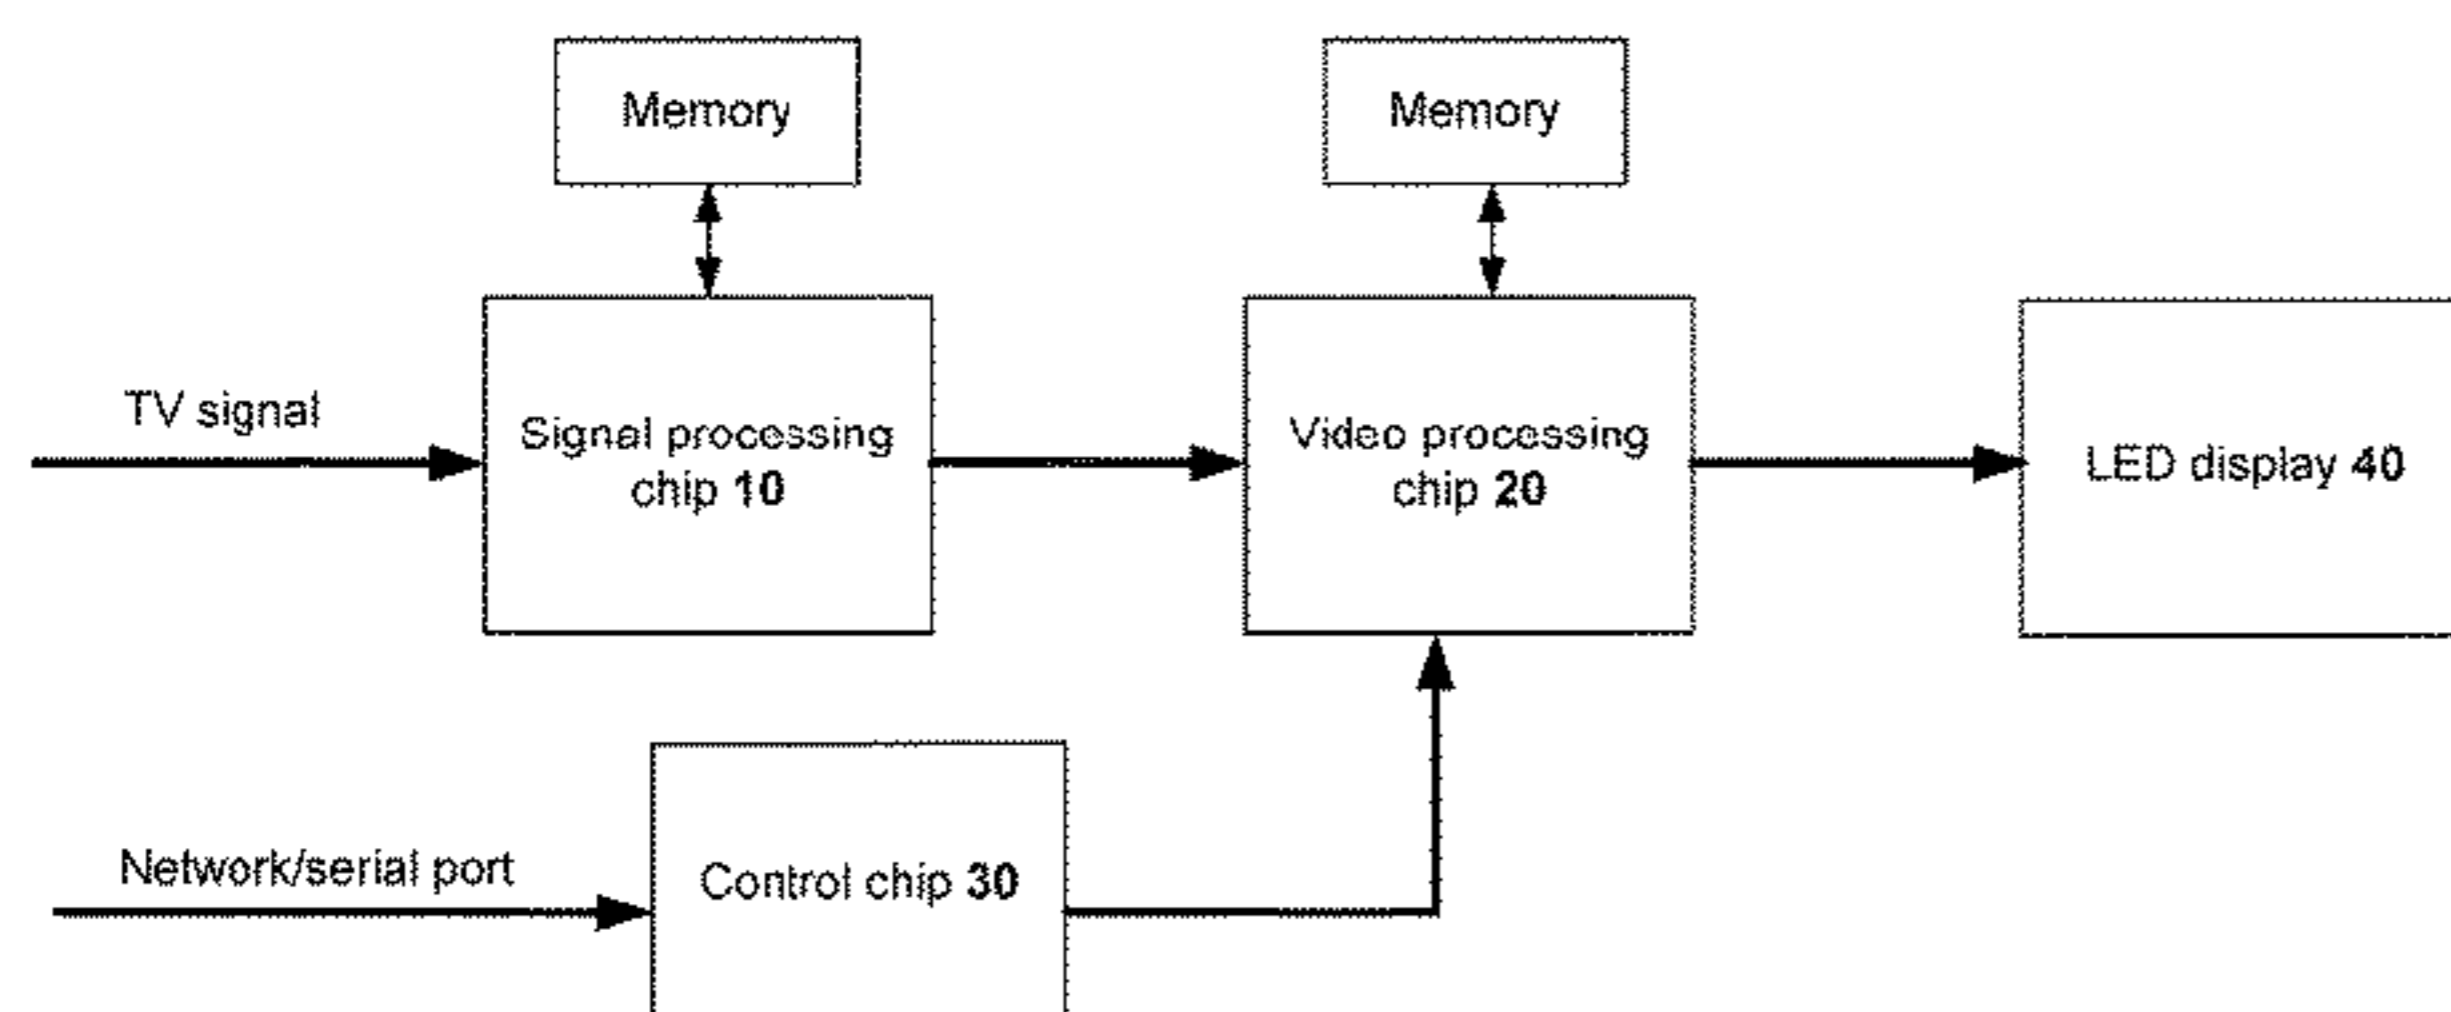 Memory
Memory
TV signal
Signal processing
chip 10
Video processing
chip 20
LED display 40
Network/serial port
Control chip 30